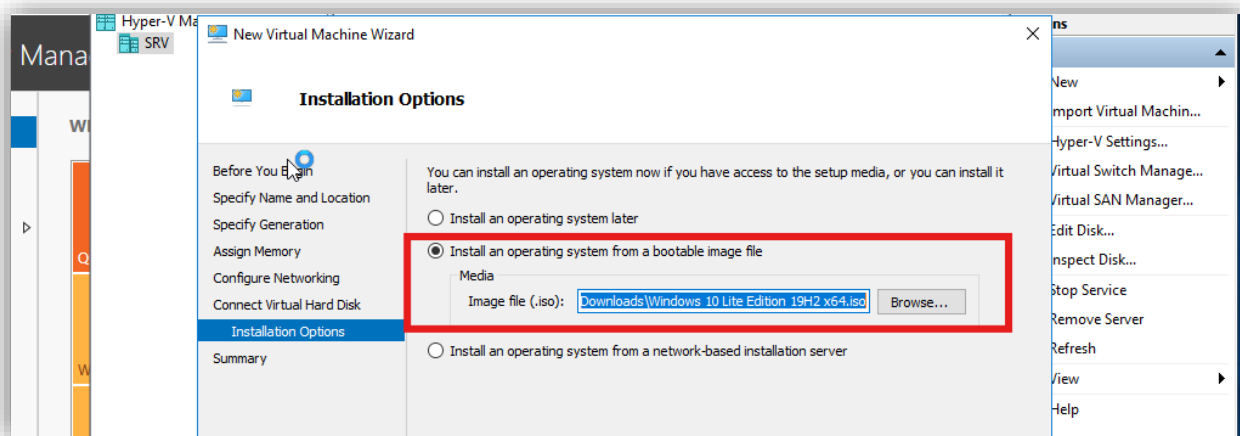 Hyper-V Ma
SRV
Mana
New Virtual Machine Wizard
Installation Options
Before You Begin
Specify Name and Location
Specify Generation
Assign Memory
Configure Networking
Connect Virtual Hard Disk
Installation Options
Summary
You can install an operating system now if you have access to the setup media, or you can install it
later.
Install an operating system later
Install an operating system from a bootable image file
Media
Image file (.iso): Downloads\Windows 10 Lite Edition 19H2 x64.iso Browse...
Install an operating system from a network-based installation server
ns
New
mport Virtual Machin...
Hyper-V Settings...
Virtual Switch Manage...
Virtual SAN Manager...
Edit Disk...
nspect Disk...
Stop Service
Remove Server
Refresh
View
Help
WI
Q
W